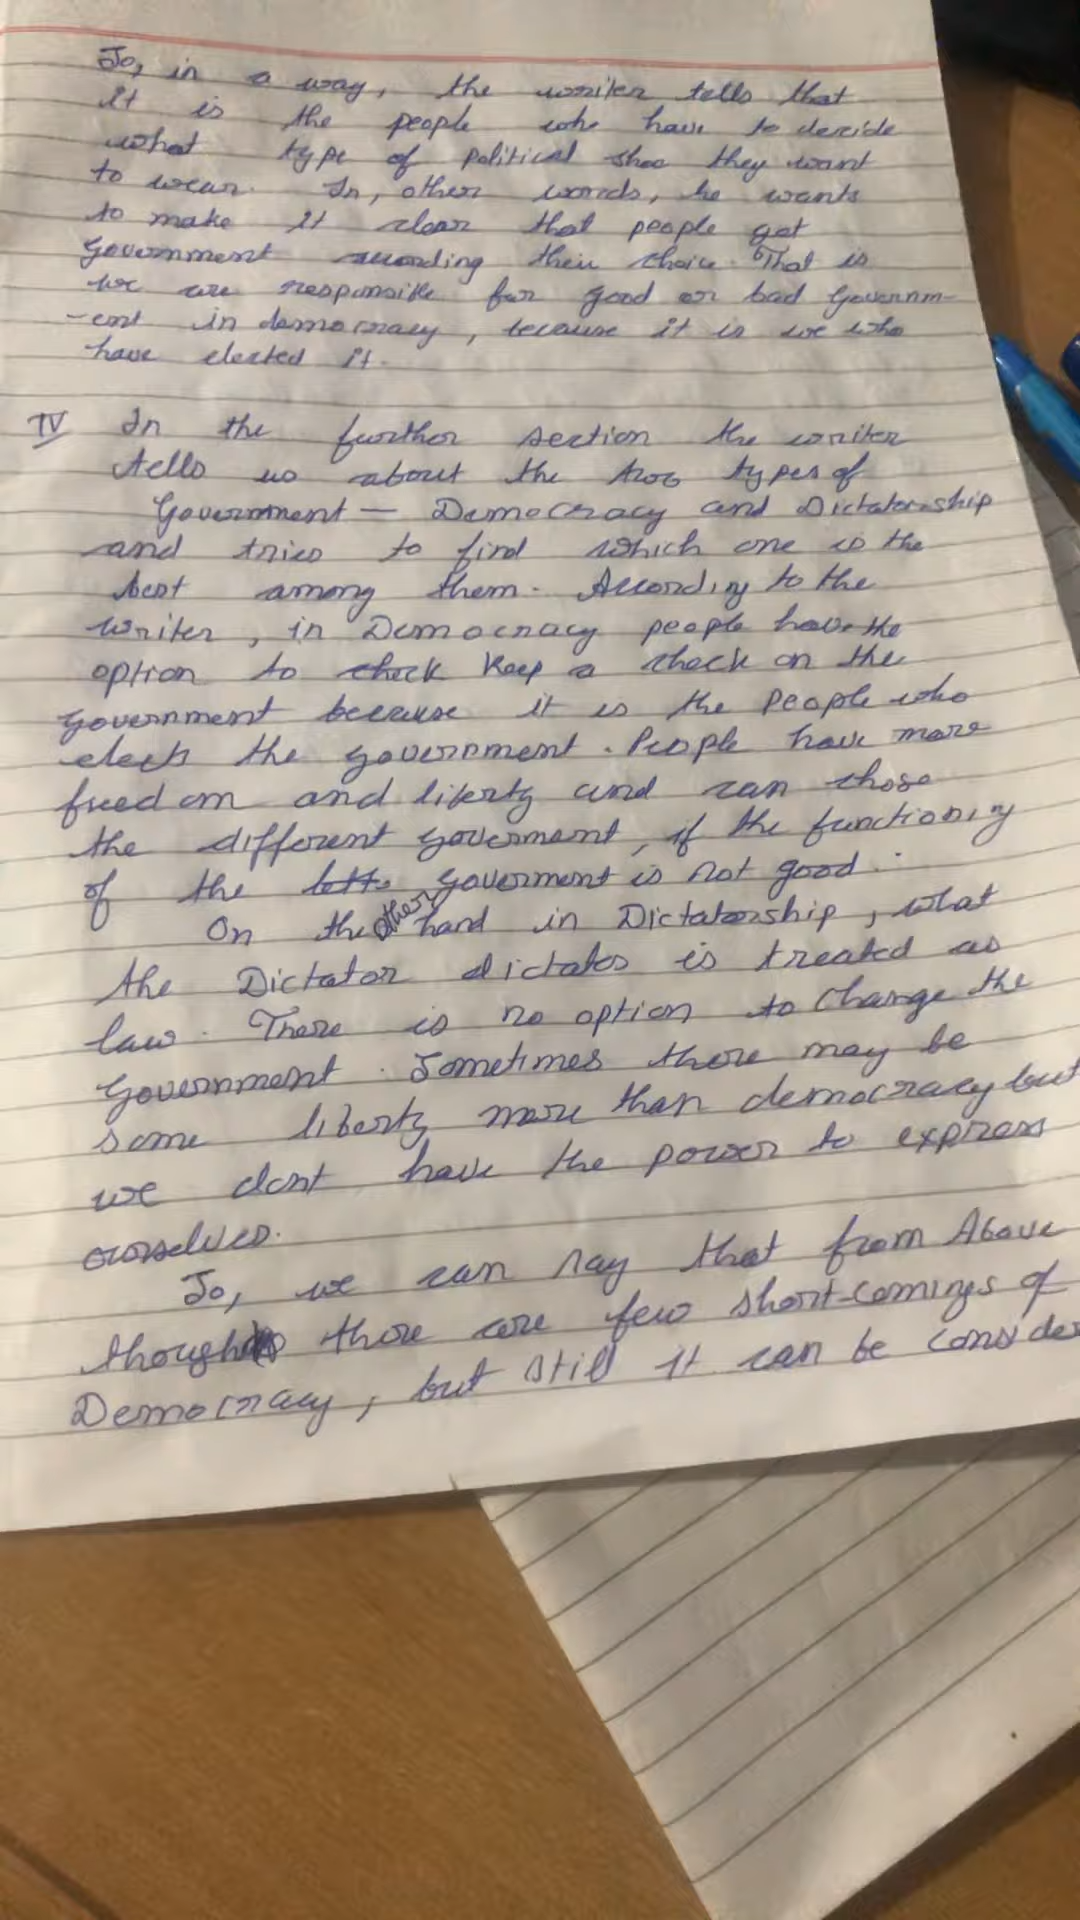 So, in a way, the writer tells that
it is the people who have to decide
what type of political shoe they want
to wear. In, other words, he wants
to make it clear that people get
Government according their choice. That is
we are responsible for good or bad Governm-
-ent in democracy, because it is we who
have elected it.
IV In the further section the writer
tells us about the two types of
Government — Democracy and Dictatorship
and tries to find which one is the
best among them. According to the
writer, in Democracy people have the
option to check keep a check on the
Government because it is the people who
elects the government. People have more
freedom and liberty and can chose
the different goverment, if the functioning
of the goverment is not good.
On the other hand in Dictatorship, what
the Dictator dictates is treated as
law. There is no option to change the
Government. Sometimes there may be
some liberty more than democracy but
we dont have the power to express
ourselves.
So, we can say that from Above
though there are few short-comings of
Democracy, but still it can be consider